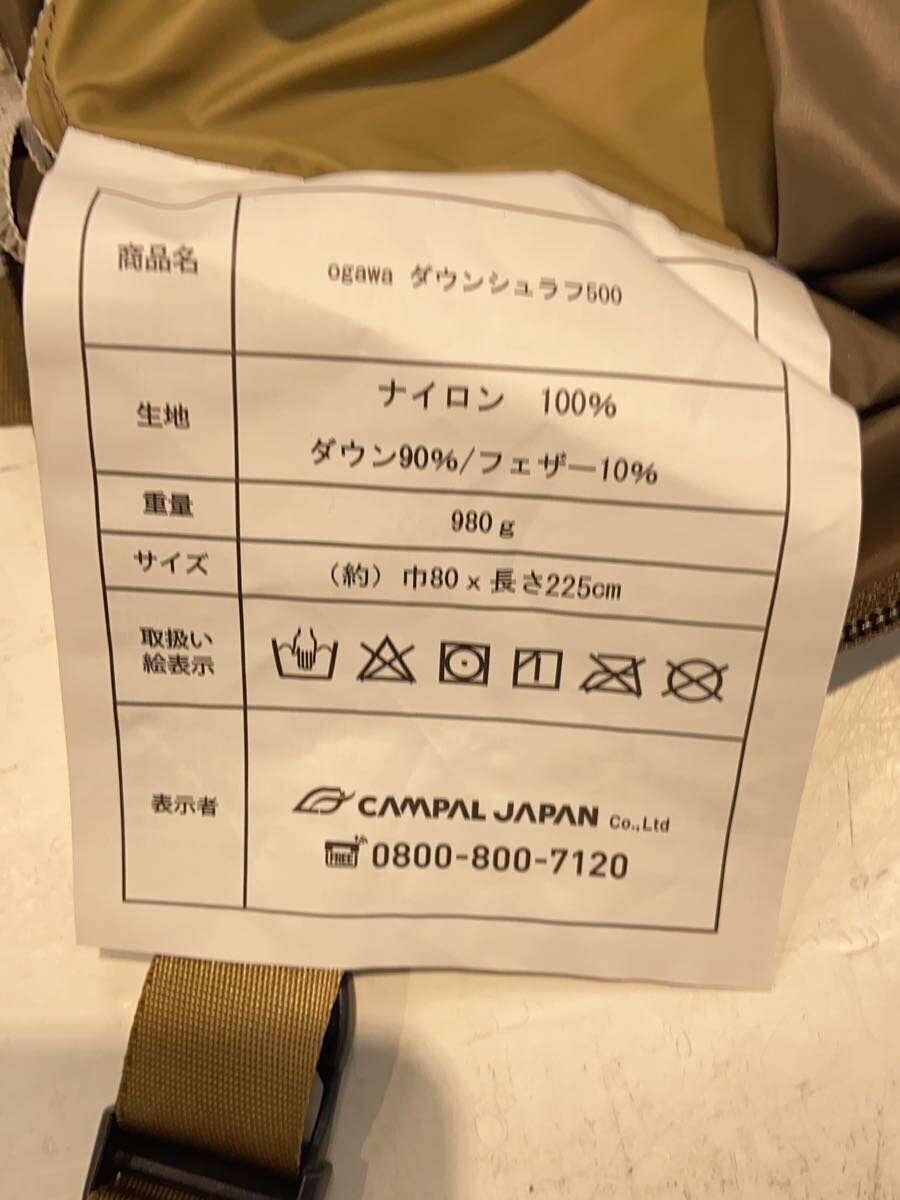 商品名 ogawa ダウンシュラフ500
生地 ナイロン 100%
ダウン90%/フェザー10%
重量 980g
サイズ （約）巾80x長さ225cm
取扱い
絵表示
表示者 CAMPAL JAPAN Co.,Ltd
FREE 0800-800-7120